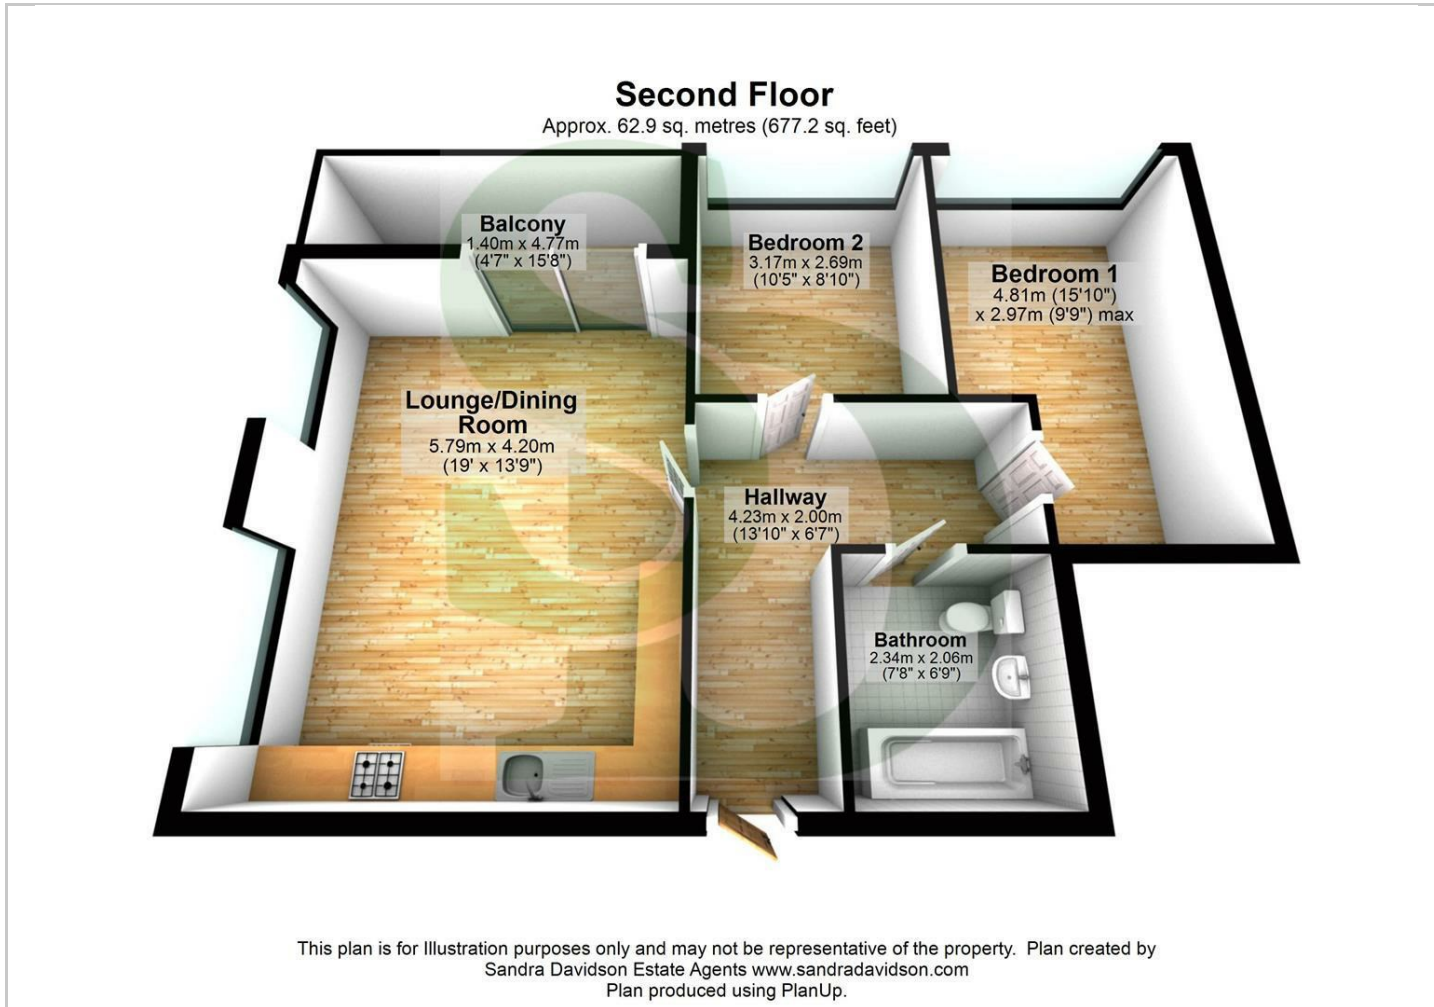 Second Floor
Approx. 62.9 sq. metres (677.2 sq. feet)
Balcony
1.40m x 4.77m
(4'7" x 15'8")
Bedroom 2
3.17m x 2.69m
(10'5" x 8'10")
Bedroom 1
4.81m (15'10")
x 2.97m (9'9") max
Lounge/Dining
Room
5.79m x 4.20m
(19' x 13'9")
Hallway
4.23m x 2.00m
(13'10" x 6'7")
Bathroom
2.34m x 2.06m
(7'8" x 6'9")
This plan is for Illustration purposes only and may not be representative of the property.  Plan created by
Sandra Davidson Estate Agents www.sandradavidson.com
Plan produced using PlanUp.